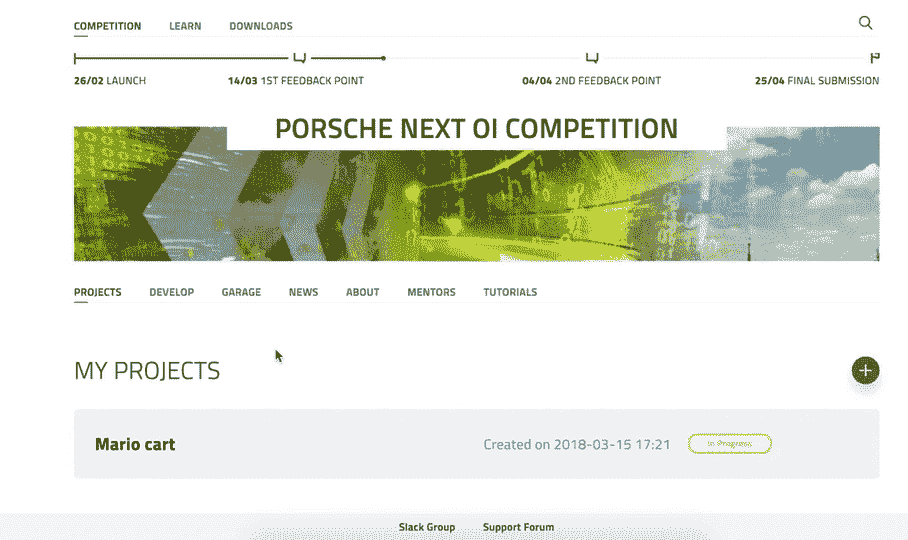 COMPETITION LEARN DOWNLOADS
26/02 LAUNCH 14/03 1ST FEEDBACK POINT 04/04 2ND FEEDBACK POINT 25/04 FINAL SUBMISSION
PORSCHE NEXT OI COMPETITION
PROJECTS DEVELOP GARAGE NEWS ABOUT MENTORS TUTORIALS
MY PROJECTS
Mario cart Created on 2018-03-15 17:21 In Progress
Slack Group Support Forum